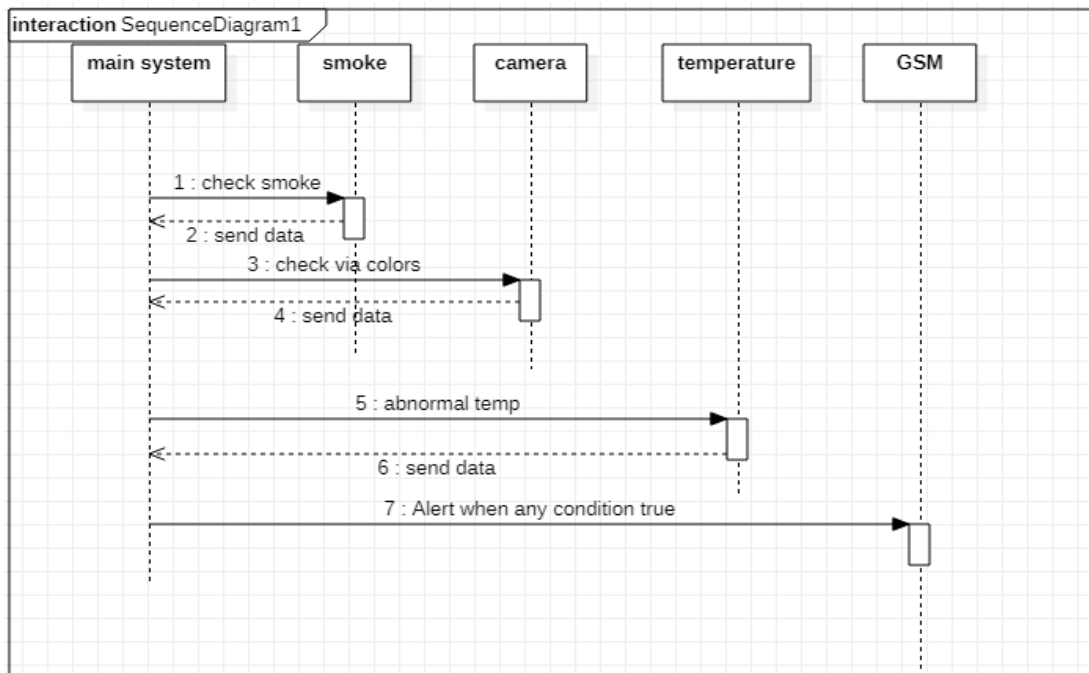 interaction SequenceDiagram1
main system
smoke
camera
temperature
GSM
1 : check smoke
2 : send data
3 : check via colors
4 : send data
5 : abnormal temp
6 : send data
7 : Alert when any condition true